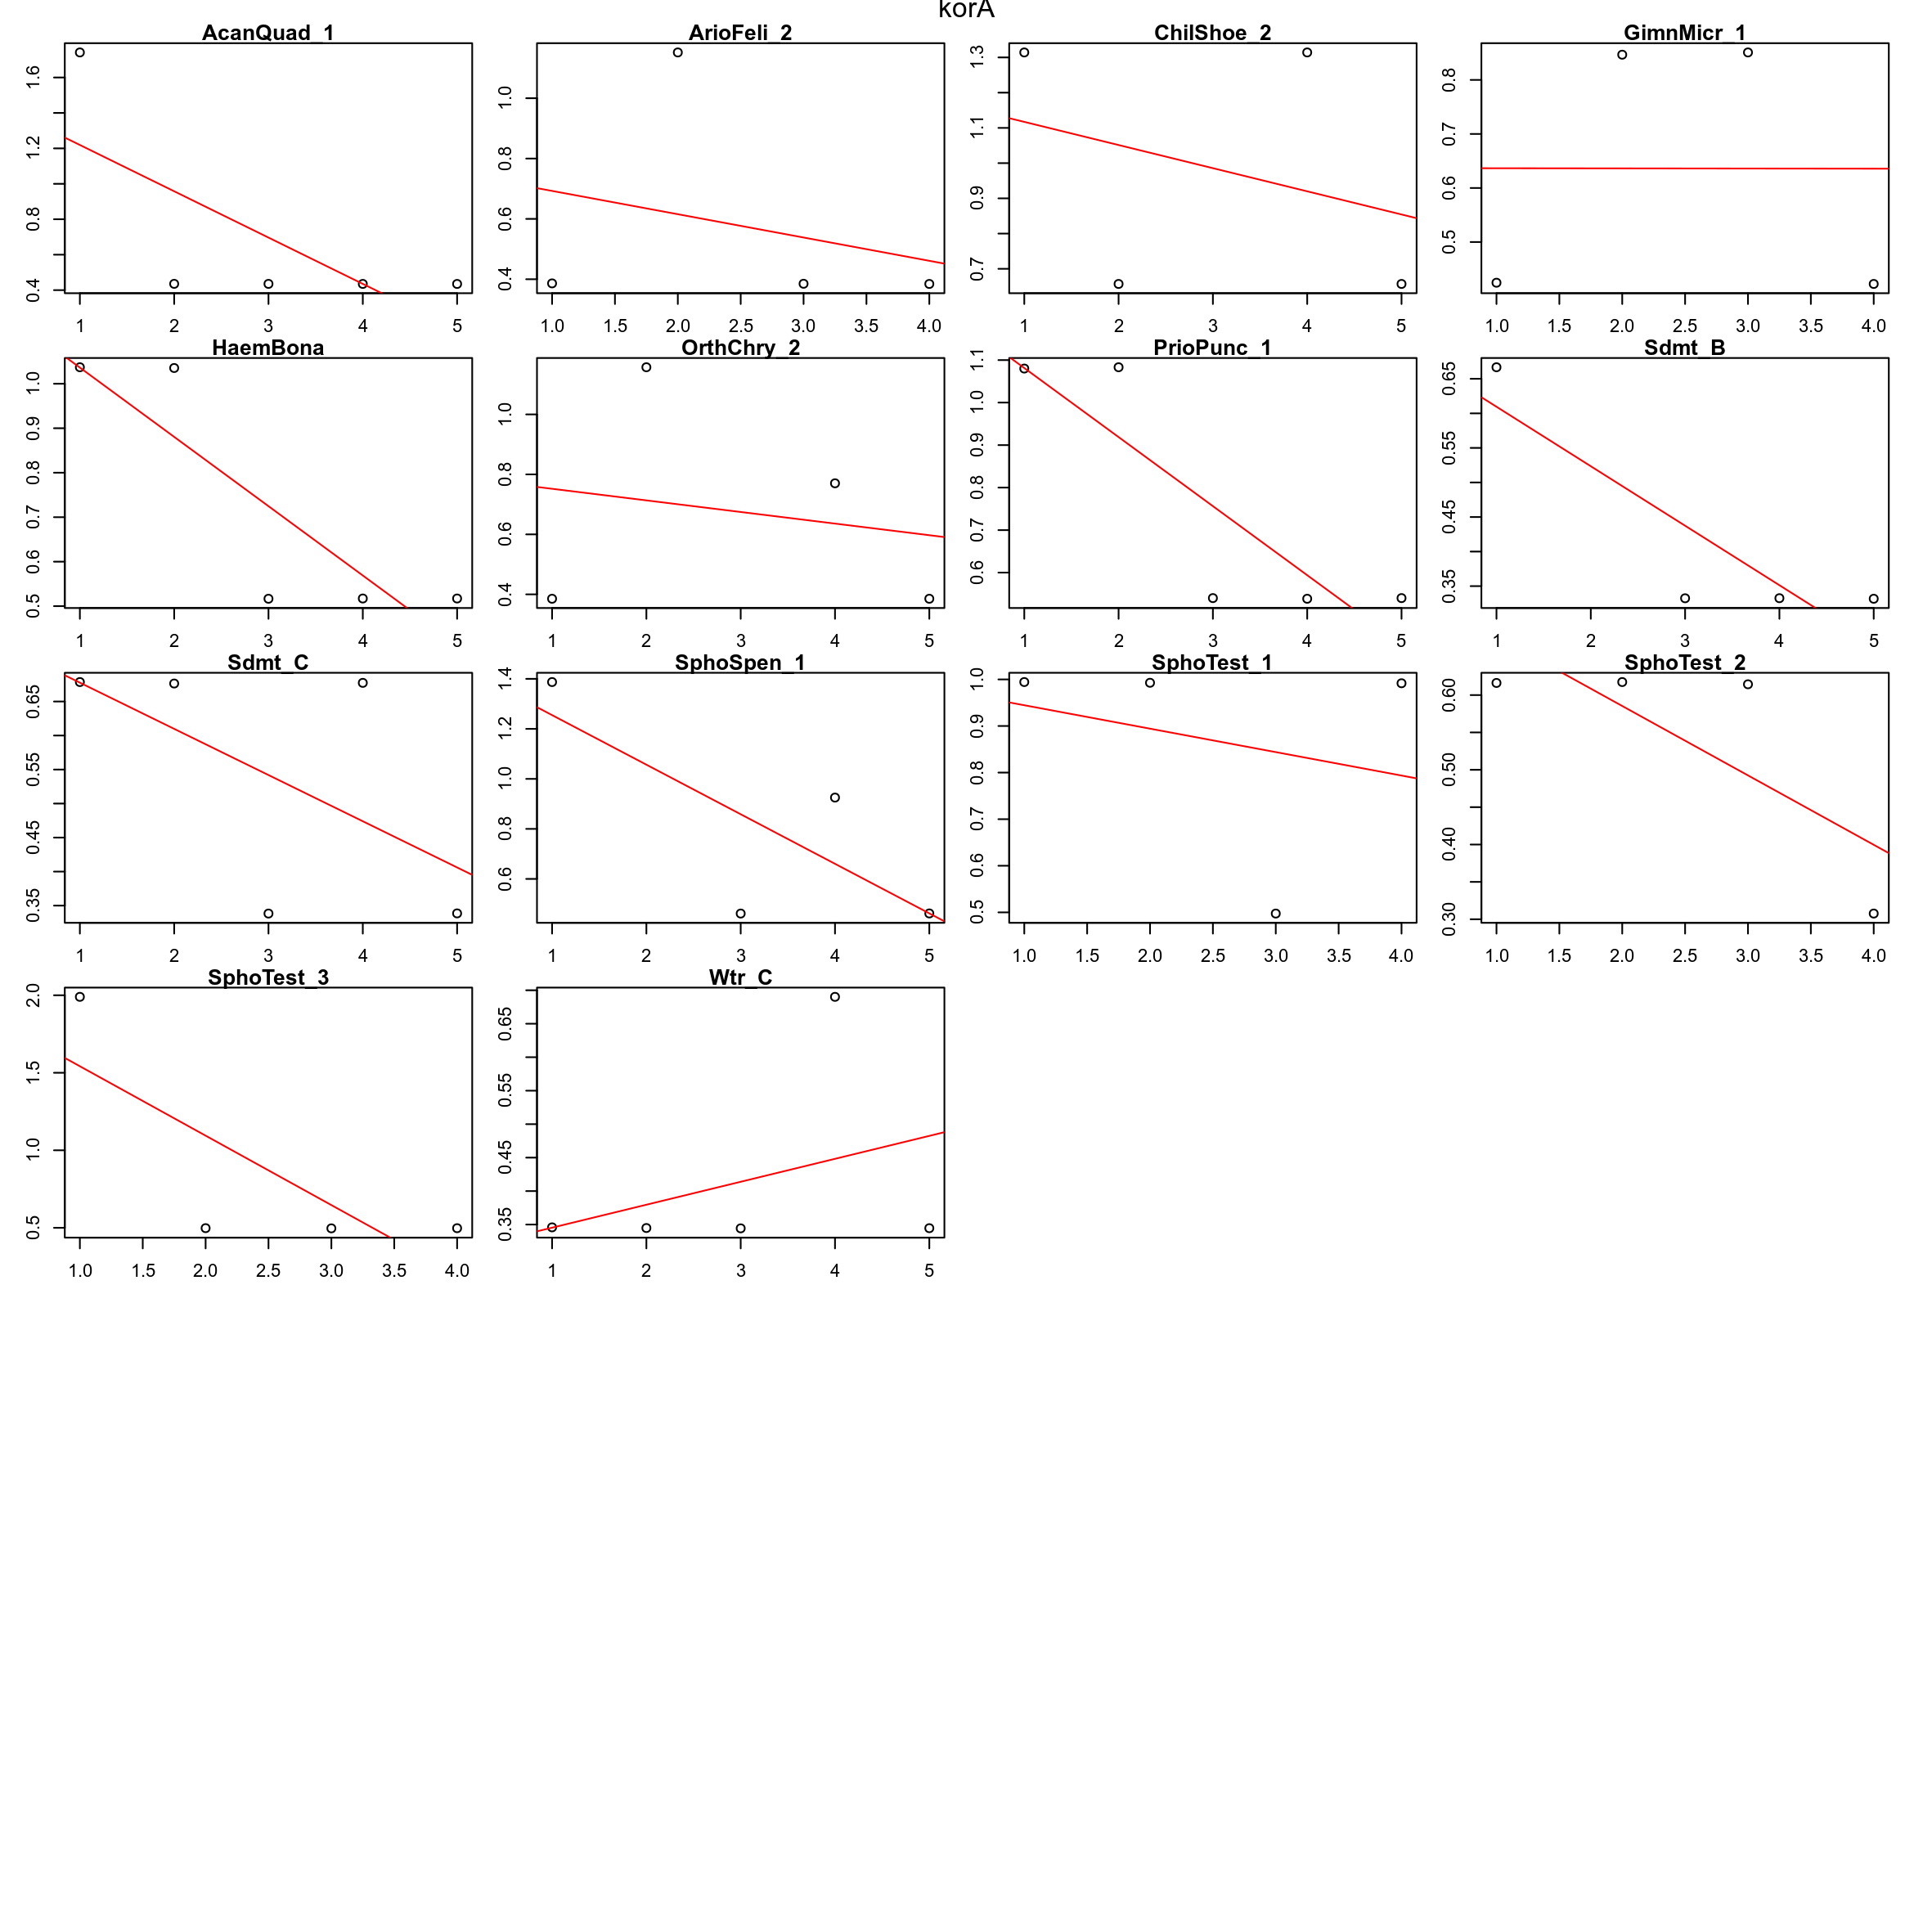 korA
AcanQuad_1 ArioFeli_2 ChilShoe_2 GimnMicr_1
0.4 0.8 1.2 1.6
1 2 3 4 5
0.4 0.6 0.8 1.0
1.0 1.5 2.0 2.5 3.0 3.5 4.0
0.7 0.9 1.1 1.3
1 2 3 4 5
0.5 0.6 0.7 0.8
1.0 1.5 2.0 2.5 3.0 3.5 4.0
HaemBona OrthChry_2 PrioPunc_1 Sdmt_B
0.5 0.6 0.7 0.8 0.9 1.0
1 2 3 4 5
0.4 0.6 0.8 1.0
1 2 3 4 5
0.6 0.7 0.8 0.9 1.0 1.1
1 2 3 4 5
0.35 0.45 0.55 0.65
1 2 3 4 5
Sdmt_C SphoSpen_1 SphoTest_1 SphoTest_2
0.35 0.45 0.55 0.65
1 2 3 4 5
0.6 0.8 1.0 1.2 1.4
1 2 3 4 5
0.5 0.6 0.7 0.8 0.9 1.0
1.0 1.5 2.0 2.5 3.0 3.5 4.0
0.30 0.40 0.50 0.60
1.0 1.5 2.0 2.5 3.0 3.5 4.0
SphoTest_3 Wtr_C
0.5 1.0 1.5 2.0
1.0 1.5 2.0 2.5 3.0 3.5 4.0
0.35 0.45 0.55 0.65
1 2 3 4 5